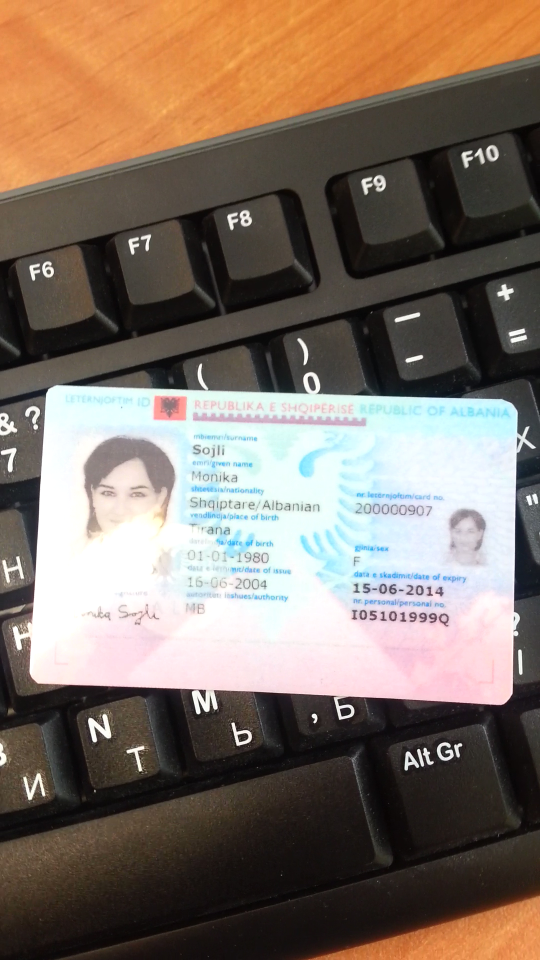 F6 F7 F8 F9 F10
( ) 0 — - + =
& ? 7
X "
LETERNJOFTIM ID REPUBLIKA E SHQIPËRISË REPUBLIC OF ALBANIA
mbiemri/surname
Sojli
emri/given name
Monika
shtetësia/nationality
Shqiptare/Albanian
nr. letërnjoftimi/card no.
200000907
vendlindja/place of birth
Tirana
datëlindja/date of birth
01-01-1980
gjinia/sex
F
data e lëshimit/date of issue
16-06-2004
data e skadimit/date of expiry
15-06-2014
autoriteti lëshues/authority
MB
nr. personal/personal no.
I05101999Q
Sojli
H
H ?
И N T M Ь , Б
Alt Gr